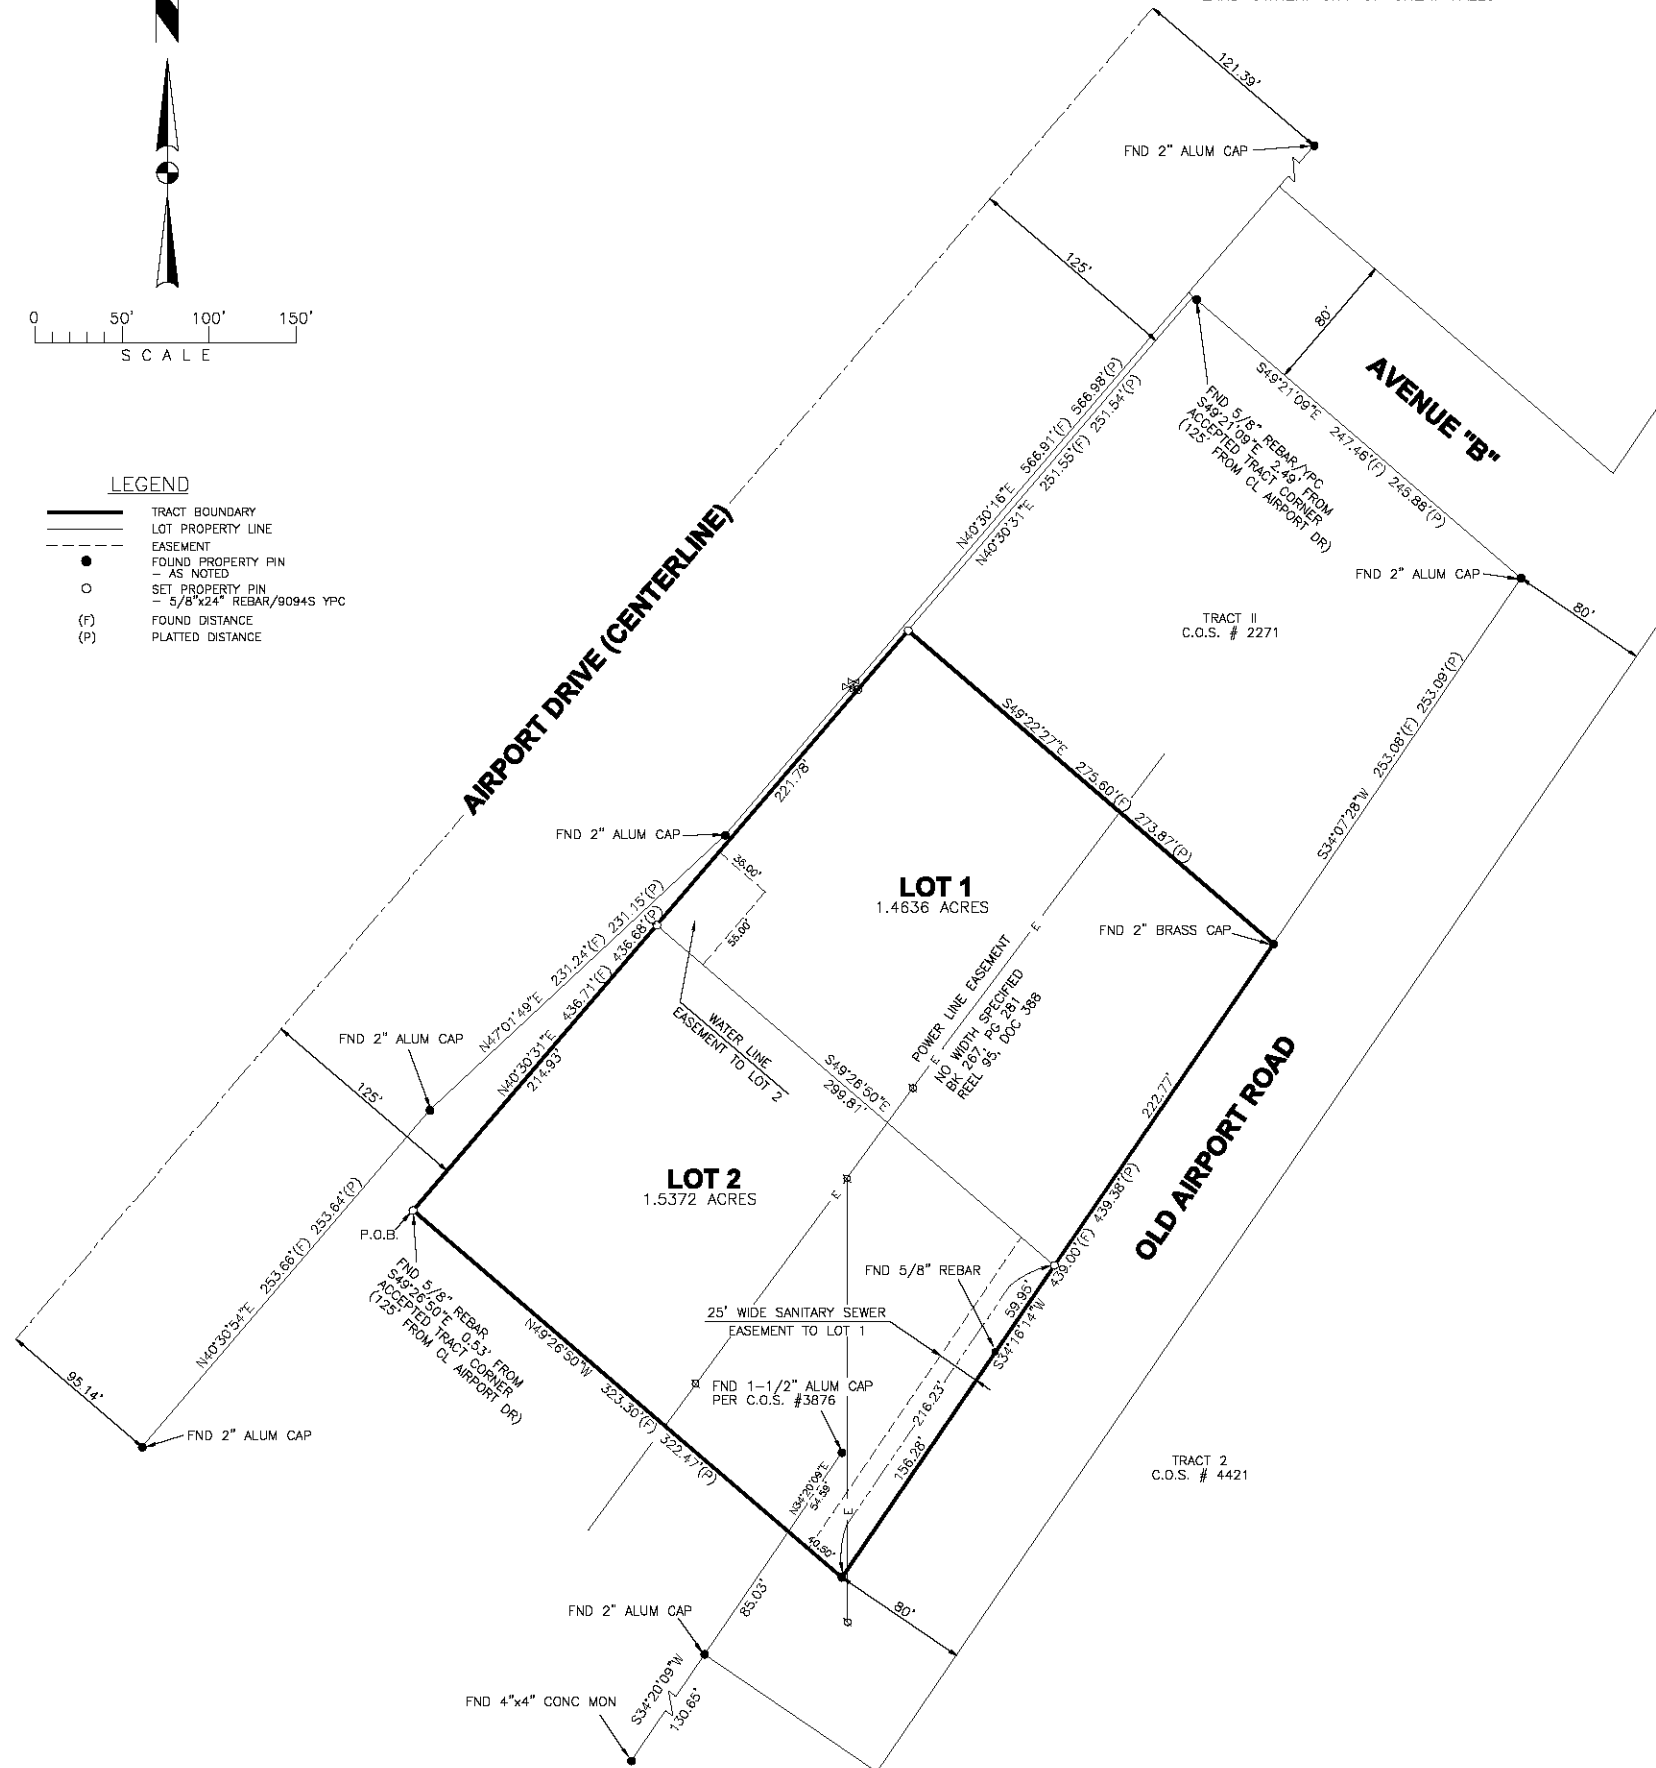 N
121.39'
FND 2" ALUM CAP
125'
80'
0 50' 100' 150'
SCALE
AVENUE "B"
S49°21'09"E 247.46'(F) 245.88'(P)
FND 5/8" REBAR/YPC
S49°21'09"E 2.49' FROM
ACCEPTED TRACT CORNER
(125' FROM CL AIRPORT DR)
N40°30'16"E 566.91'(F) 566.98'(P)
N40°30'31"E 251.55'(F) 251.54'(P)
LEGEND
TRACT BOUNDARY
LOT PROPERTY LINE
EASEMENT
FOUND PROPERTY PIN
- AS NOTED
SET PROPERTY PIN
- 5/8"x24" REBAR/9094S YPC
(F) FOUND DISTANCE
(P) PLATTED DISTANCE
AIRPORT DRIVE (CENTERLINE)
FND 2" ALUM CAP
80'
TRACT II
C.O.S. # 2271
S34°07'28"W 253.08'(F) 253.09'(P)
S49°22'27"E 275.60'(F) 273.87'(P)
221.78'
FND 2" ALUM CAP
36.00'
55.00'
LOT 1
1.4636 ACRES
FND 2" BRASS CAP
N47°01'49"E 231.24'(F) 231.15'(P)
N40°30'31"E 436.71'(F) 436.68'(P)
214.93'
POWER LINE EASEMENT
NO WIDTH SPECIFIED
BK 267, PG 281
REEL 95, DOC 388
E
E
WATER LINE
EASEMENT TO LOT 2
FND 2" ALUM CAP
S49°26'50"E
299.81'
125'
222.77'
OLD AIRPORT ROAD
LOT 2
1.5372 ACRES
E
P.O.B.
N40°30'54"E 253.66'(F) 253.64'(P)
FND 5/8" REBAR
S49°26'50"E 0.53' FROM
ACCEPTED TRACT CORNER
(125' FROM CL AIRPORT DR)
FND 5/8" REBAR
59.95'
S34°16'14"W 439.00'(F) 439.38'(P)
25' WIDE SANITARY SEWER
EASEMENT TO LOT 1
N49°26'50"W 323.30'(F) 322.47'(P)
95.14'
FND 1-1/2" ALUM CAP
PER C.O.S. #3876
216.23'
156.28'
FND 2" ALUM CAP
N34°20'09"E
54.59'
E
TRACT 2
C.O.S. # 4421
40.50'
85.03'
80'
FND 2" ALUM CAP
S34°20'09"W
130.65'
FND 4"x4" CONC MON